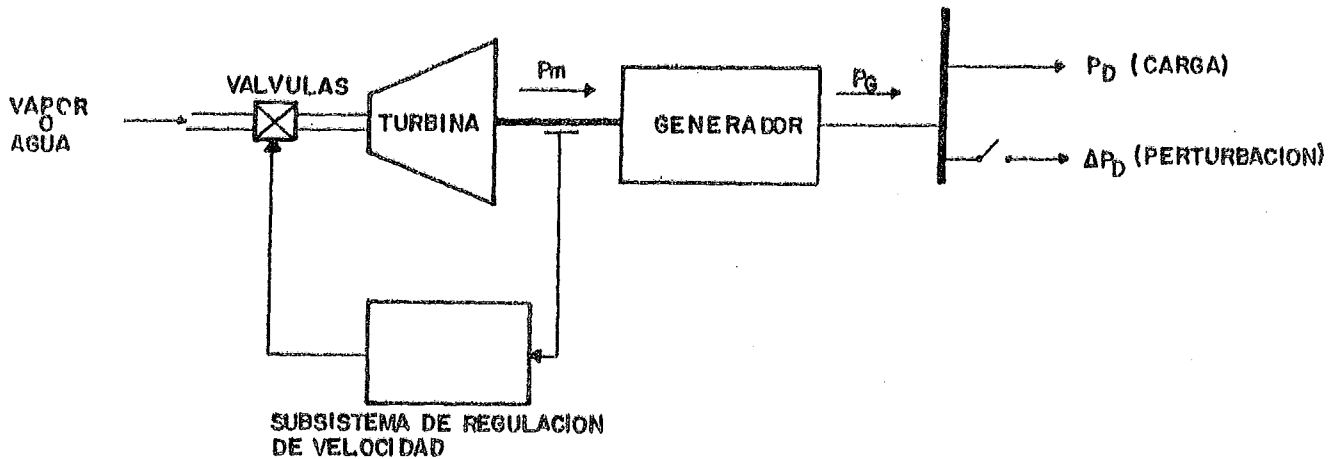 VAPOR
O
AGUA
VALVULAS
TURBINA
Pm
GENERADOR
PG
PD (CARGA)
ΔPD (PERTURBACION)
SUBSISTEMA DE REGULACION
DE VELOCIDAD